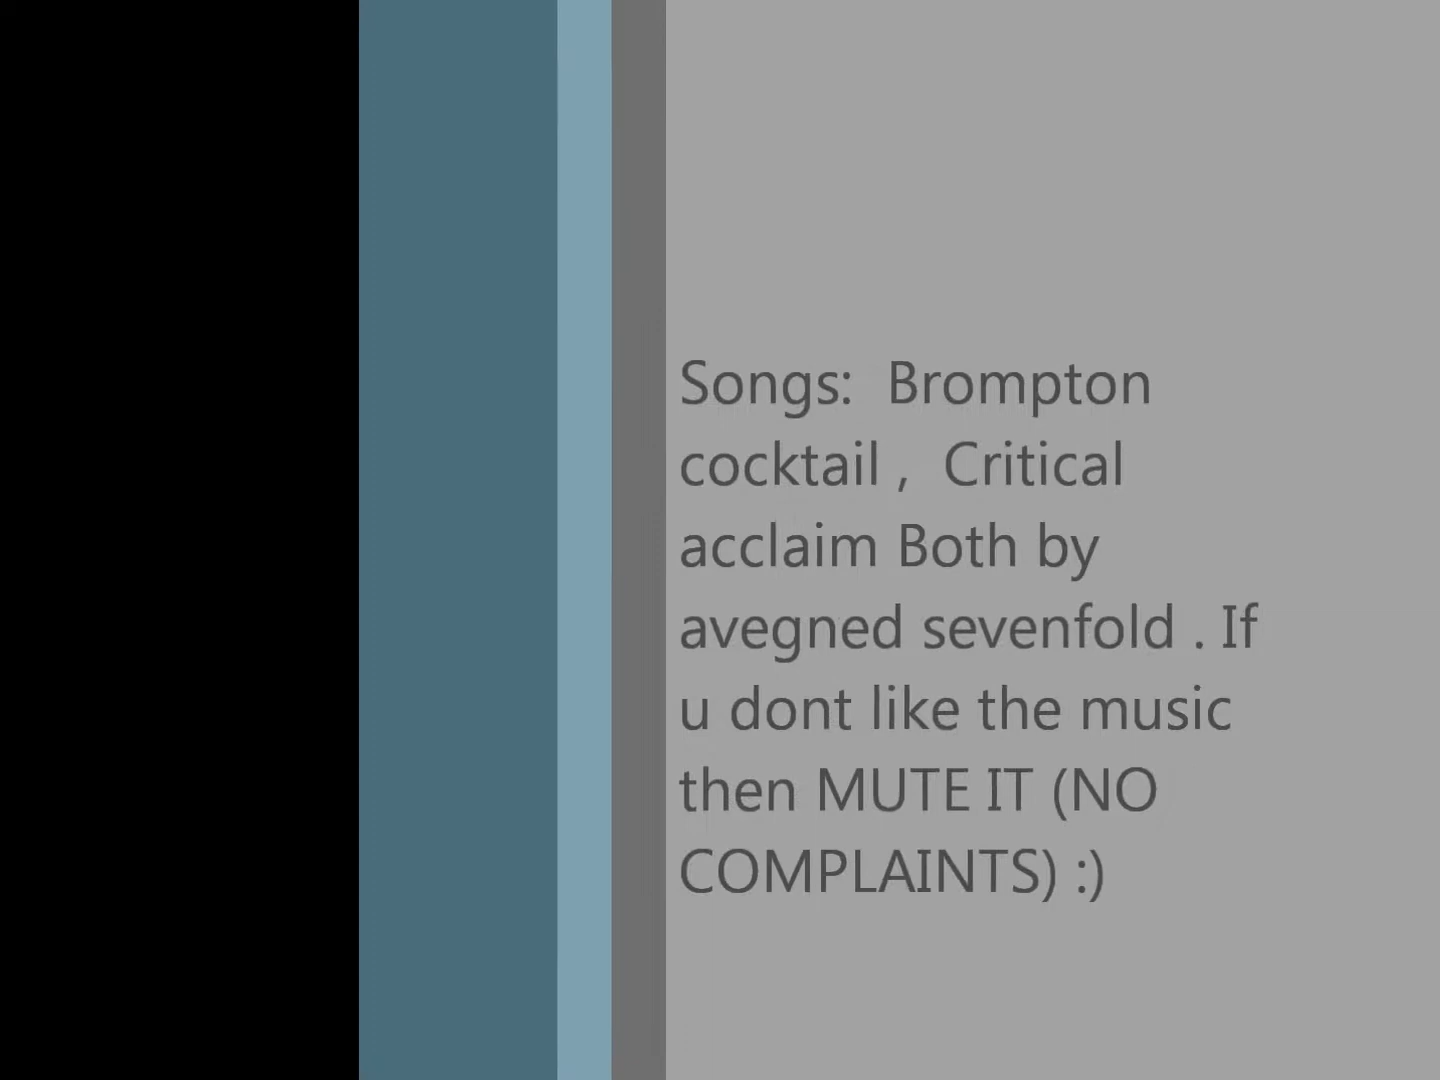 Songs:  Brompton
cocktail ,  Critical
acclaim Both by
avegned sevenfold . If
u dont like the music
then MUTE IT (NO
COMPLAINTS) :)